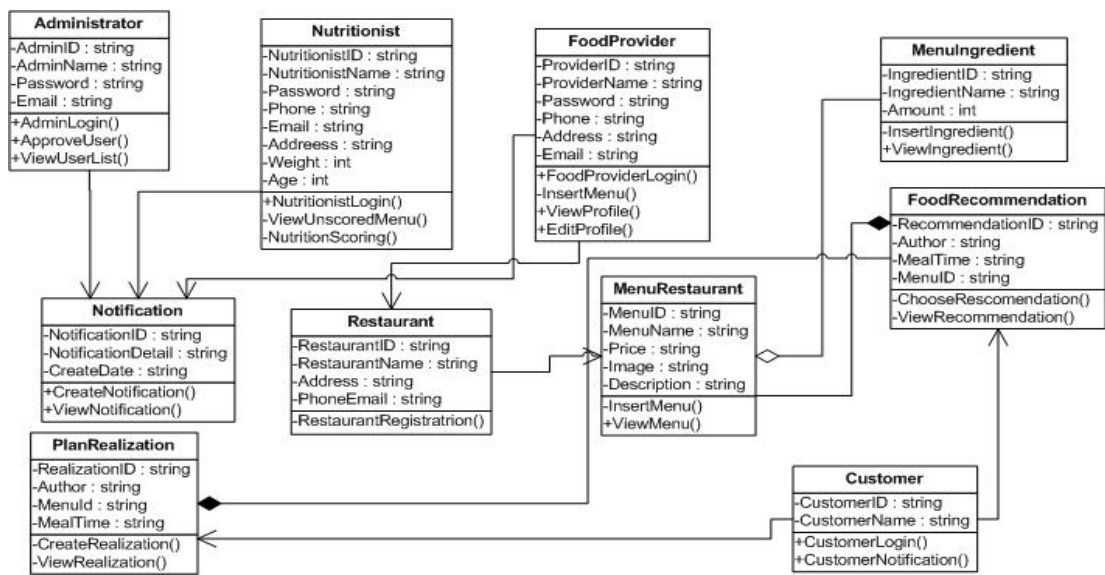 Administrator
-AdminID : string
-AdminName : string
-Password : string
-Email : string
+AdminLogin()
+ApproveUser()
+ViewUserList()
Nutritionist
-NutritionistID : string
-NutritionistName : string
-Password : string
-Phone : string
-Email : string
-Addreess : string
-Weight : int
-Age : int
+NutritionistLogin()
-ViewUnscoredMenu()
-NutritionScoring()
FoodProvider
-ProviderID : string
-ProviderName : string
-Password : string
-Phone : string
-Address : string
-Email : string
+FoodProviderLogin()
-InsertMenu()
+ViewProfile()
+EditProfile()
MenuIngredient
-IngredientID : string
-IngredientName : string
-Amount : int
-InsertIngredient()
+ViewIngredient()
FoodRecommendation
-RecommendationID : string
-Author : string
-MealTime : string
-MenuID : string
-ChooseRescomendation()
-ViewRecommendation()
Notification
-NotificationID : string
-NotificationDetail : string
-CreateDate : string
+CreateNotification()
+ViewNotification()
Restaurant
-RestaurantID : string
-RestaurantName : string
-Address : string
-PhoneEmail : string
-RestaurantRegistratrion()
MenuRestaurant
-MenuID : string
-MenuName : string
-Price : string
-Image : string
-Description : string
-InsertMenu()
+ViewMenu()
PlanRealization
-RealizationID : string
-Author : string
-MenuId : string
-MealTime : string
-CreateRealization()
-ViewRealization()
Customer
-CustomerID : string
-CustomerName : string
+CustomerLogin()
+CustomerNotification()